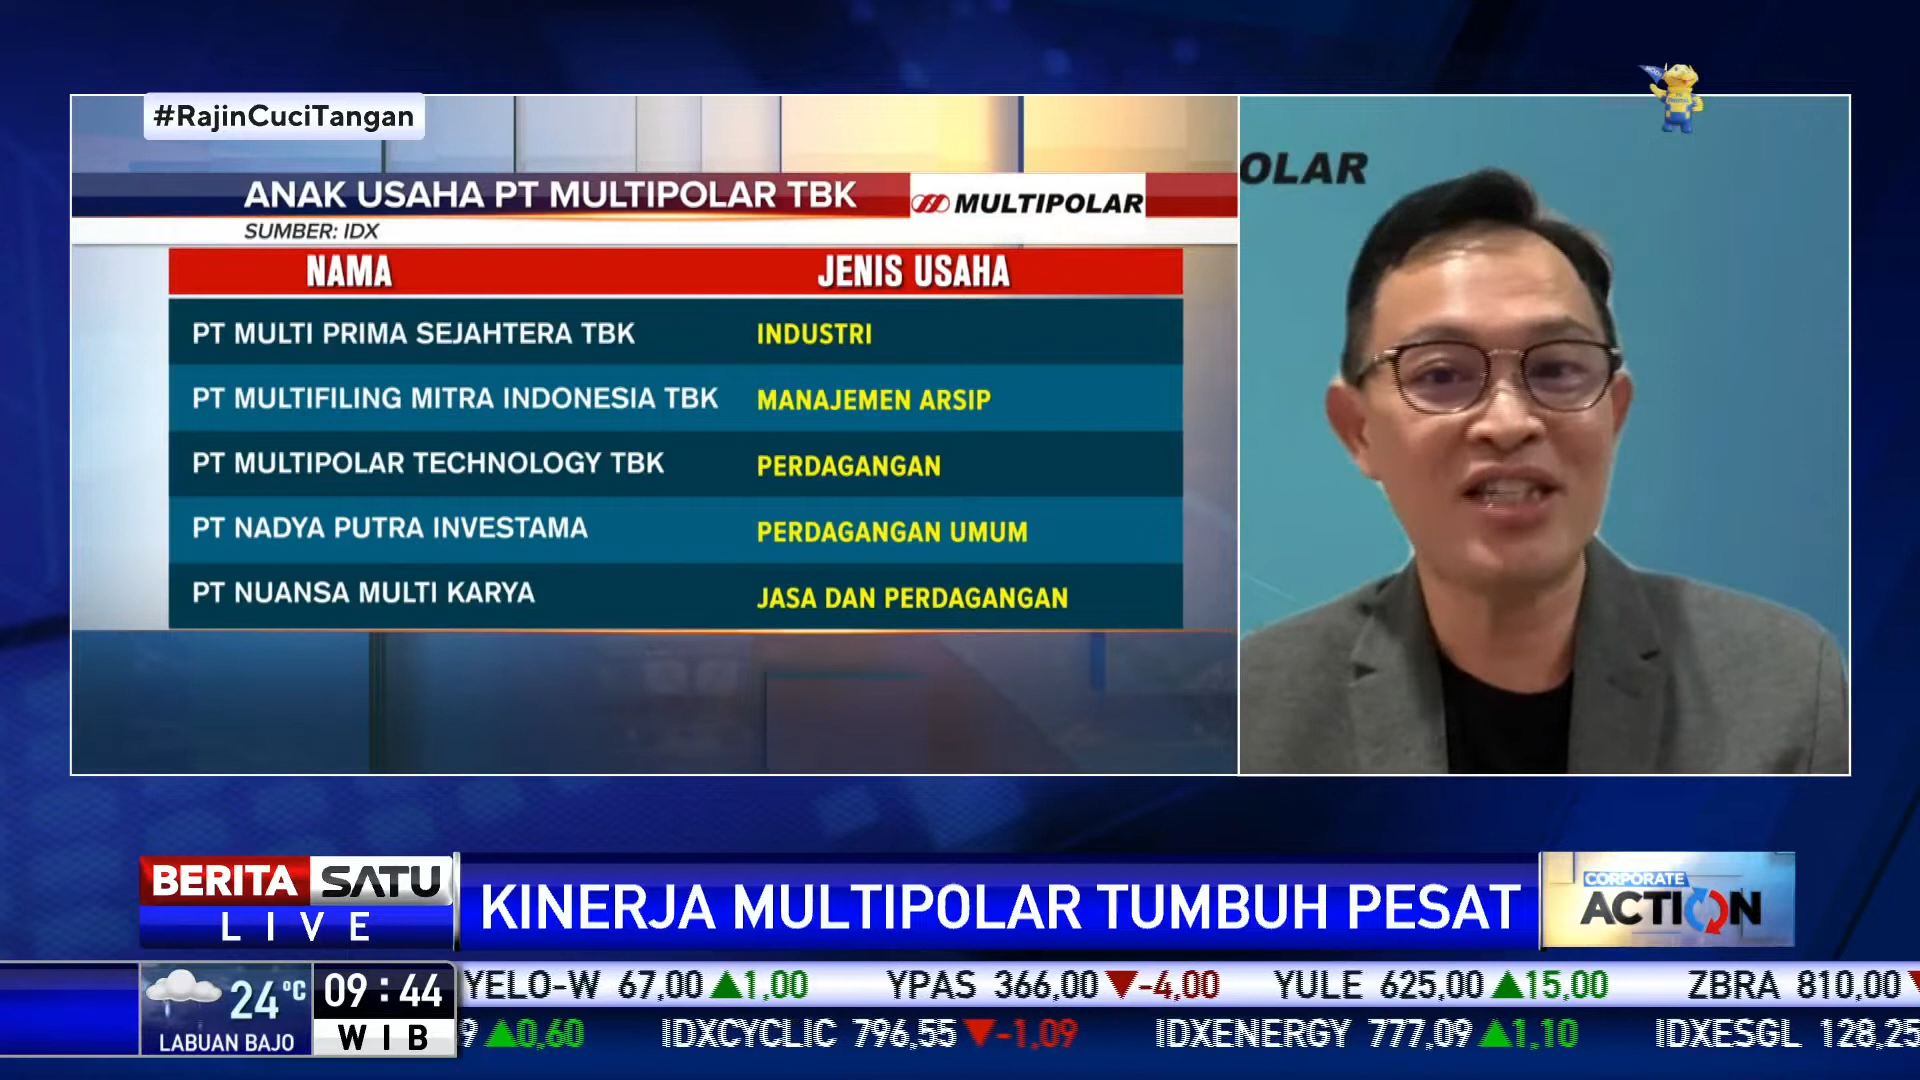 #RajinCuciTangan
ANAK USAHA PT MULTIPOLAR TBK
MULTIPOLAR
SUMBER: IDX
NAMA JENIS USAHA
PT MULTI PRIMA SEJAHTERA TBK INDUSTRI
PT MULTIFILING MITRA INDONESIA TBK MANAJEMEN ARSIP
PT MULTIPOLAR TECHNOLOGY TBK PERDAGANGAN
PT NADYA PUTRA INVESTAMA PERDAGANGAN UMUM
PT NUANSA MULTI KARYA JASA DAN PERDAGANGAN
OLAR
BERITA SATU
LIVE
KINERJA MULTIPOLAR TUMBUH PESAT
CORPORATE
ACTION
24°C
LABUAN BAJO
09:44
WIB
YELO-W 67,00 ▲1,00 YPAS 366,00 ▼-4,00 YULE 625,00 ▲15,00 ZBRA 810,00 ▼
9 ▲0,60 IDXCYCLIC 796,55 ▼-1,09 IDXENERGY 777,09 ▲1,10 IDXESGL 128,25